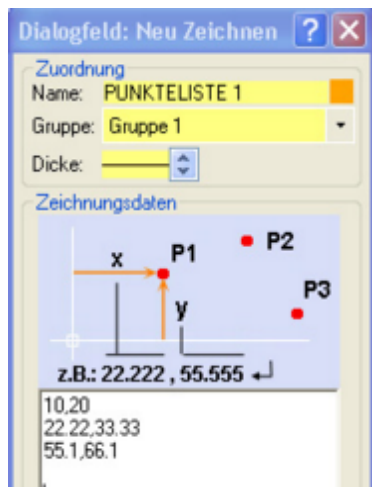 Dialogfeld: Neu Zeichnen
Zuordnung
Name: PUNKTELISTE 1
Gruppe: Gruppe 1
Dicke:
Zeichnungsdaten
P2
x P1
P3
y
z.B.: 22.222 , 55.555 ↵
10,20
22.22,33.33
55.1,66.1